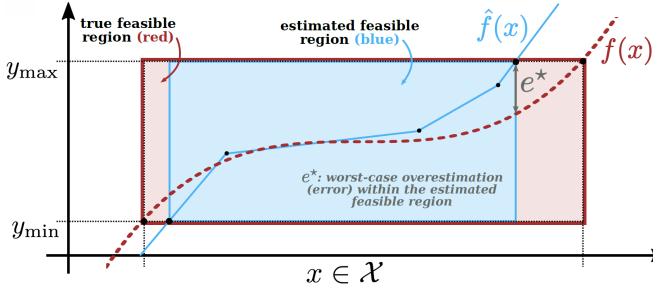 true feasible
region (red)
estimated feasible
region (blue)
f̂(x)
f(x)
y_max
e⋆
e⋆: worst-case overestimation
(error) within the estimated
feasible region
y_min
x ∈ 𝒳